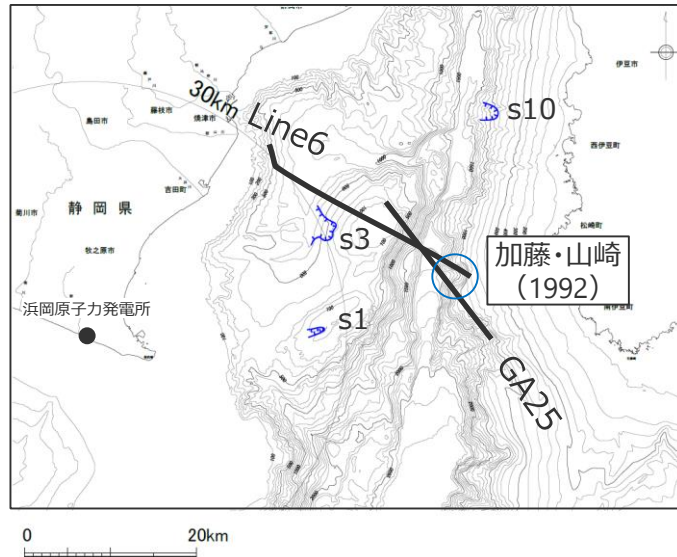 伊豆市
島田市
藤枝市
焼津市
30km
Line6
s10
西伊豆町
吉田町
菊川市
静岡県
牧之原市
s3
松崎町
加藤・山崎
(1992)
南伊豆町
浜岡原子力発電所
s1
GA25
0
20km